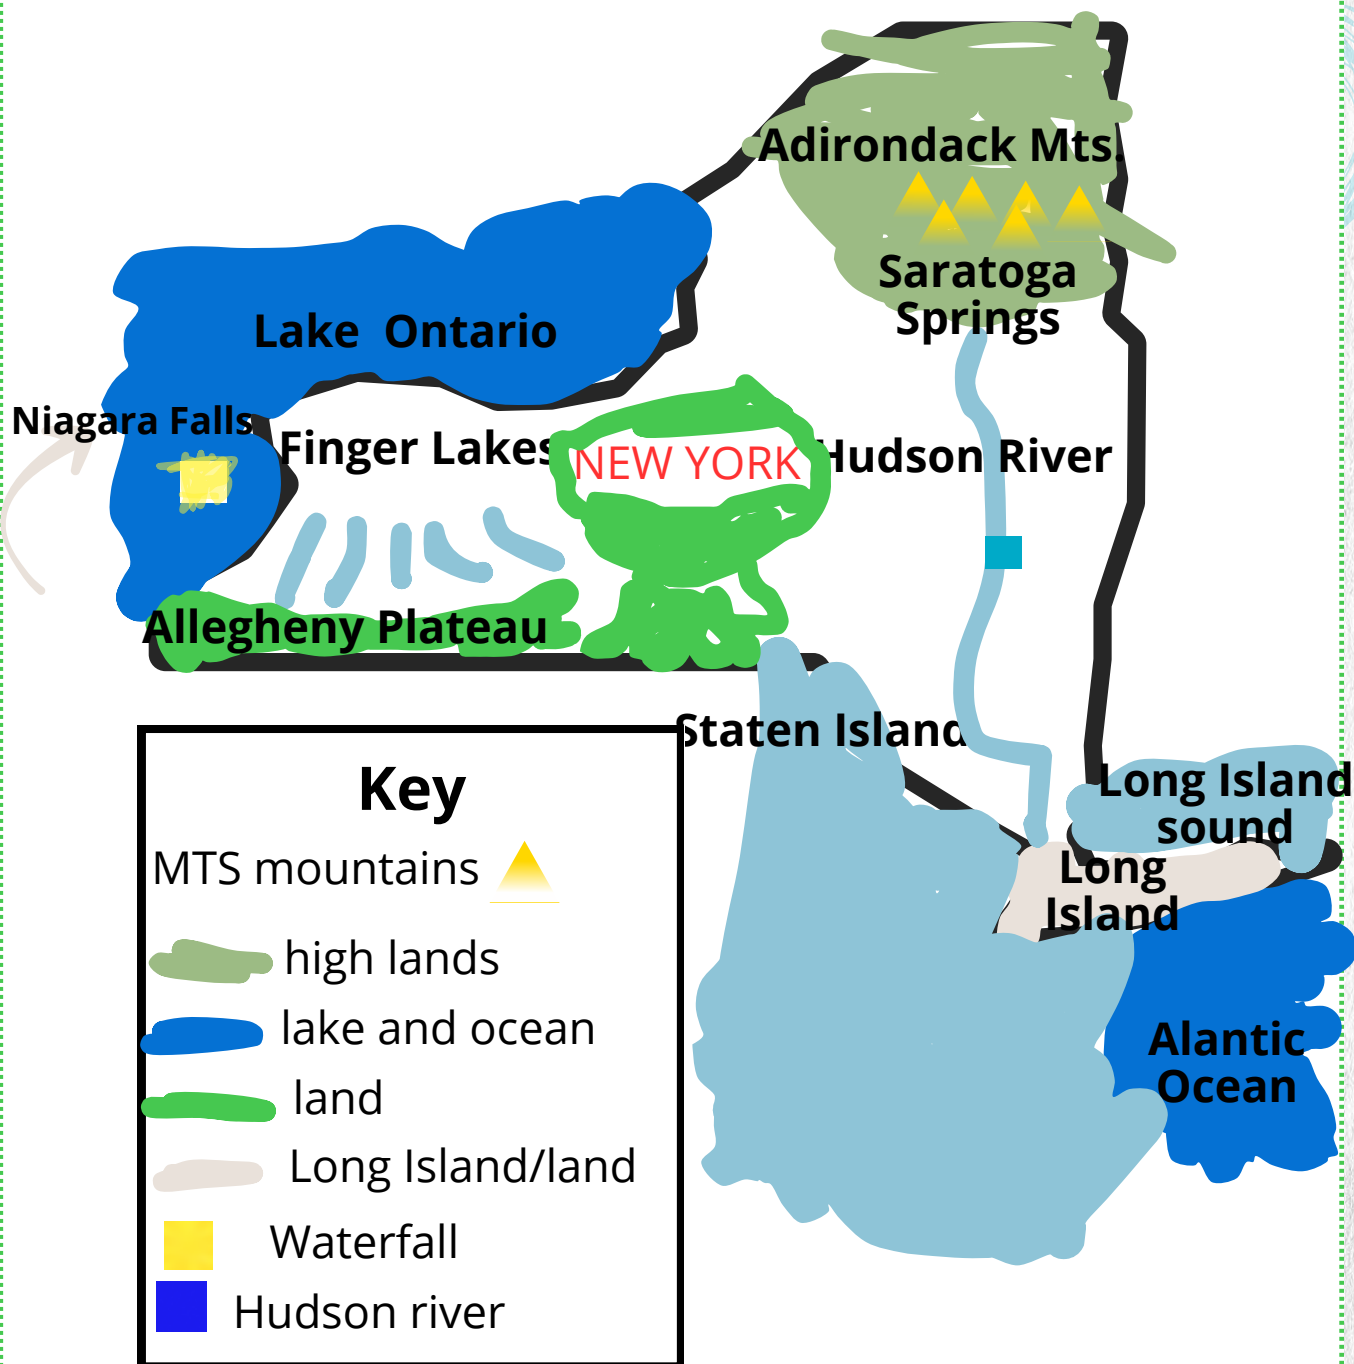 Adirondack Mts.
Saratoga
Springs
Lake Ontario
Niagara Falls
Finger Lakes
NEW YORK
Hudson River
Allegheny Plateau
Staten Island
Long Island
sound
Long
Island
Alantic
Ocean
Key
MTS mountains
high lands
lake and ocean
land
Long Island/land
Waterfall
Hudson river